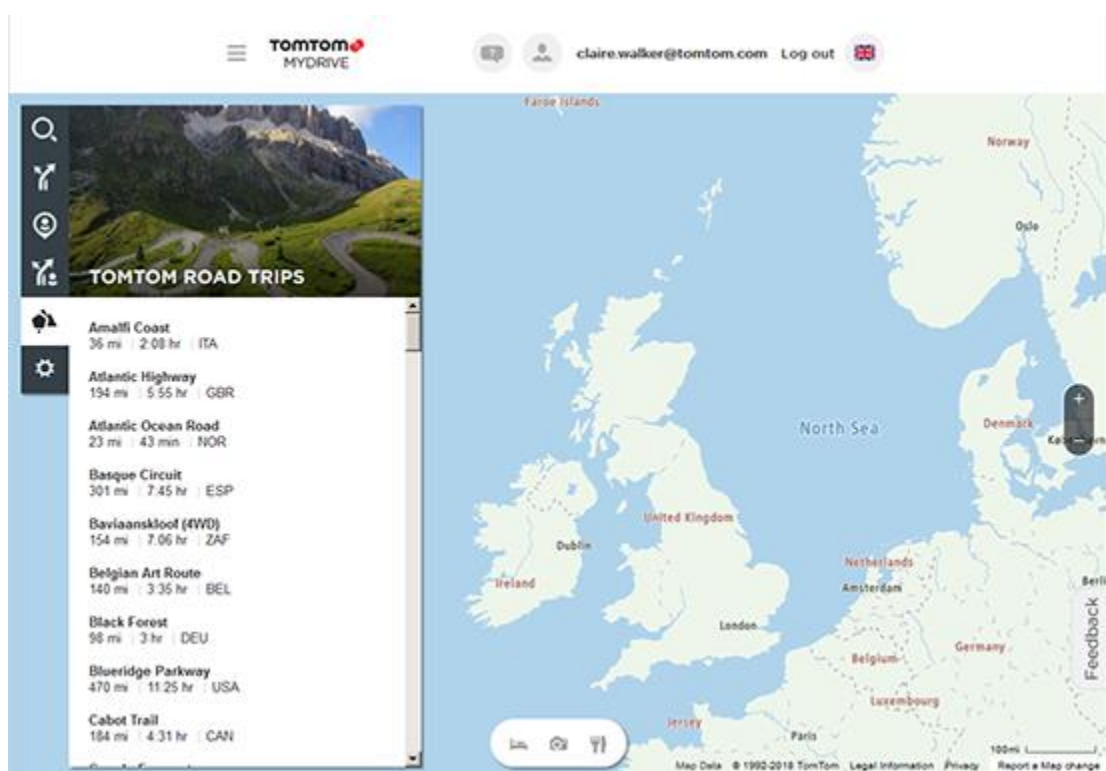 TOMTOM
MYDRIVE
claire.walker@tomtom.com Log out
TOMTOM ROAD TRIPS
Amalfi Coast
36 mi 2:08 hr ITA
Atlantic Highway
194 mi 5:55 hr GBR
Atlantic Ocean Road
23 mi 43 min NOR
Basque Circuit
301 mi 7:45 hr ESP
Baviaanskloof (4WD)
154 mi 7:06 hr ZAF
Belgian Art Route
140 mi 3:35 hr BEL
Black Forest
98 mi 3 hr DEU
Blueridge Parkway
470 mi 11:25 hr USA
Cabot Trail
184 mi 4:31 hr CAN
Faroe Islands
Norway
Oslo
North Sea
Denmark
United Kingdom
Dublin
Ireland
Netherlands
Amsterdam
Berli
London
Germany
Belgium
Luxembourg
Jersey
Paris
Feedback
100mi
Map Data © 1992-2018 TomTom Legal Information Privacy Report a Map change